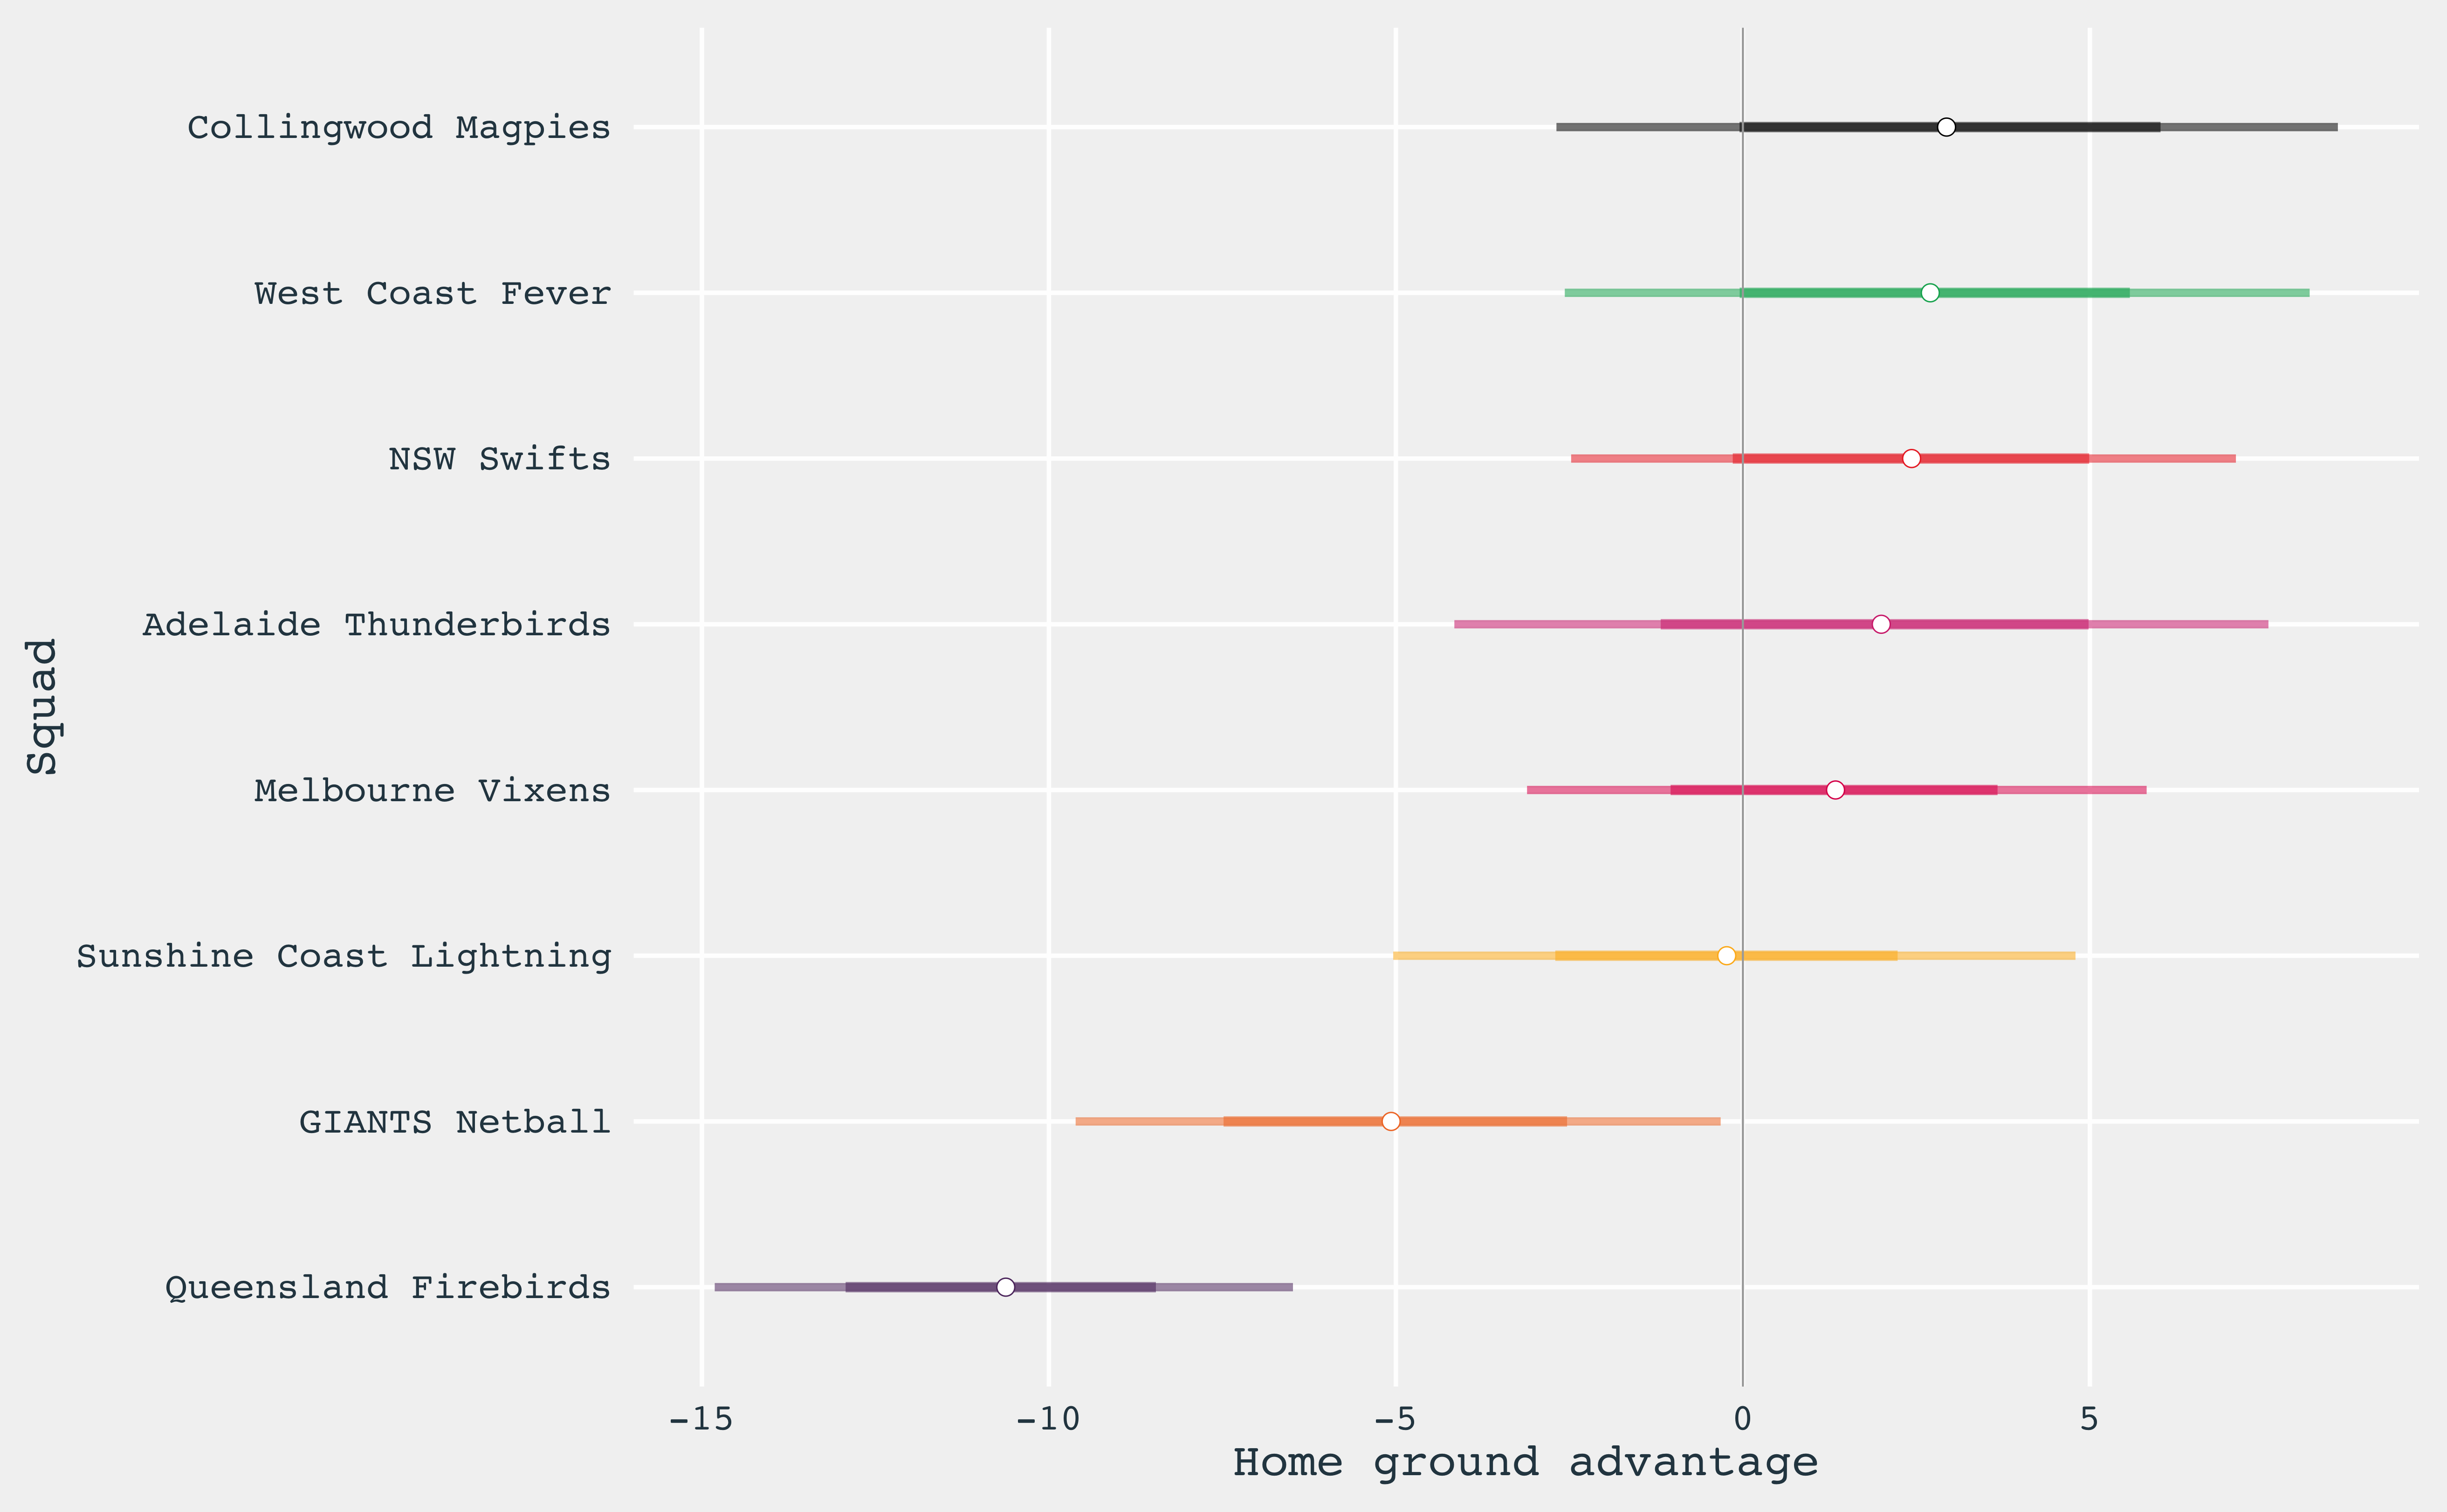 Collingwood Magpies
West Coast Fever
NSW Swifts
Adelaide Thunderbirds
Melbourne Vixens
Sunshine Coast Lightning
GIANTS Netball
Queensland Firebirds
Squad
-15 -10 -5 0 5
Home ground advantage